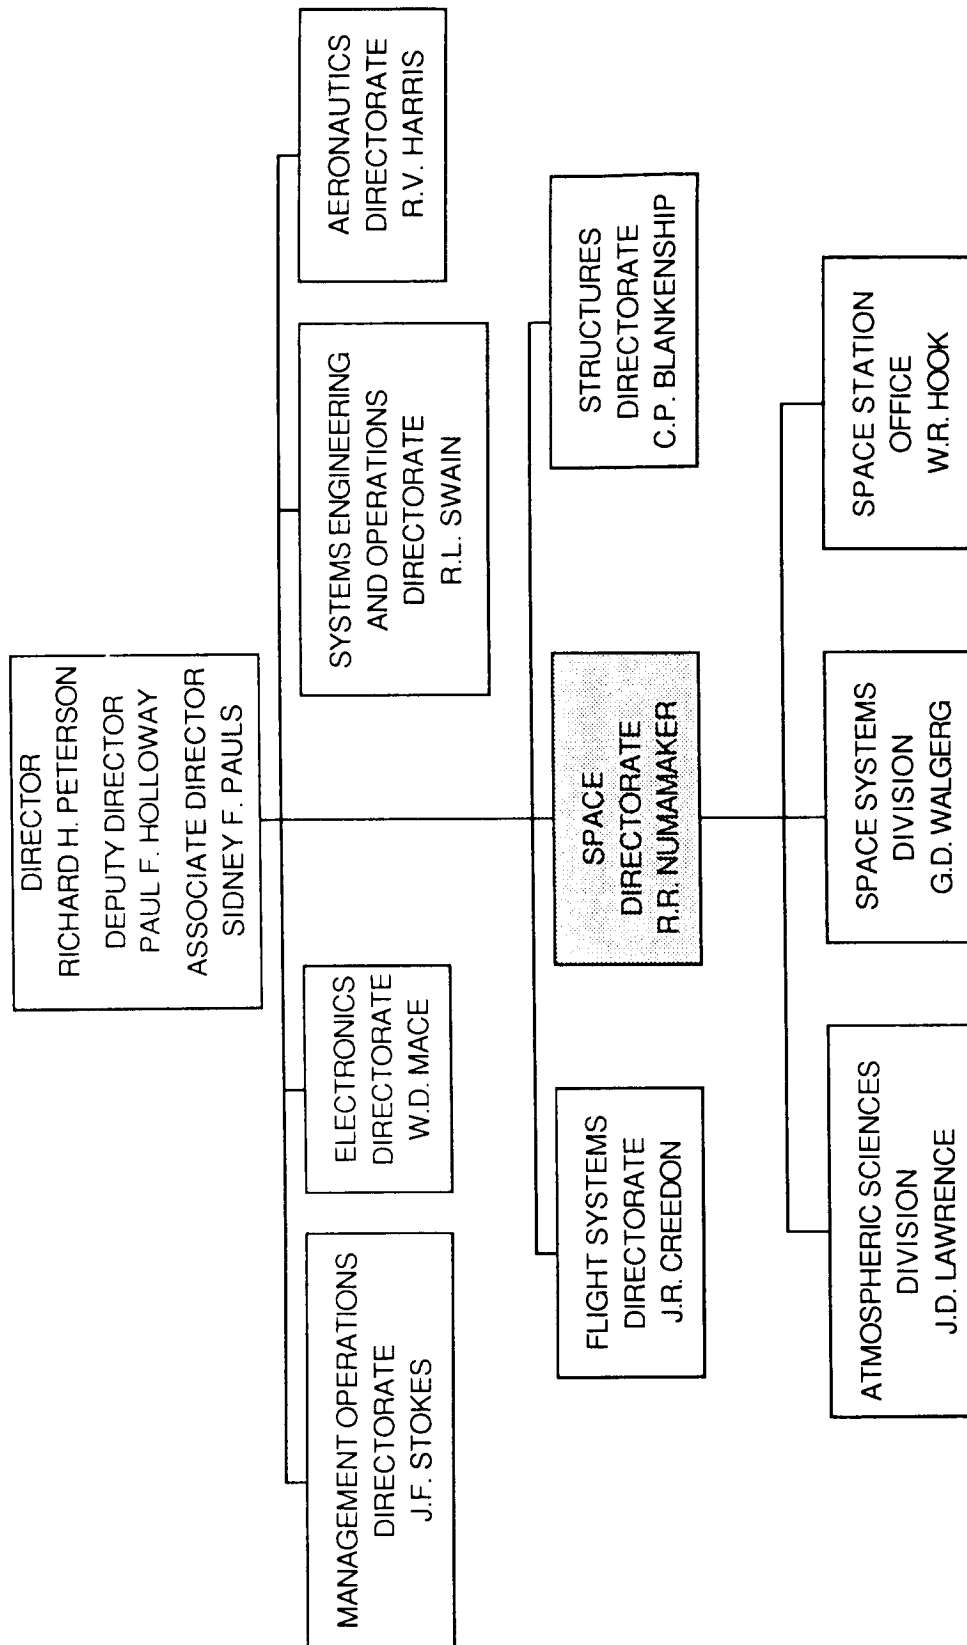 DIRECTOR
RICHARD H. PETERSON
DEPUTY DIRECTOR
PAUL F. HOLLOWAY
ASSOCIATE DIRECTOR
SIDNEY F. PAULS
MANAGEMENT OPERATIONS
DIRECTORATE
J.F. STOKES
ELECTRONICS
DIRECTORATE
W.D. MACE
SYSTEMS ENGINEERING
AND OPERATIONS
DIRECTORATE
R.L. SWAIN
AERONAUTICS
DIRECTORATE
R.V. HARRIS
FLIGHT SYSTEMS
DIRECTORATE
J.R. CREEDON
SPACE
DIRECTORATE
R.R. NUMAMAKER
STRUCTURES
DIRECTORATE
C.P. BLANKENSHIP
ATMOSPHERIC SCIENCES
DIVISION
J.D. LAWRENCE
SPACE SYSTEMS
DIVISION
G.D. WALGERG
SPACE STATION
OFFICE
W.R. HOOK